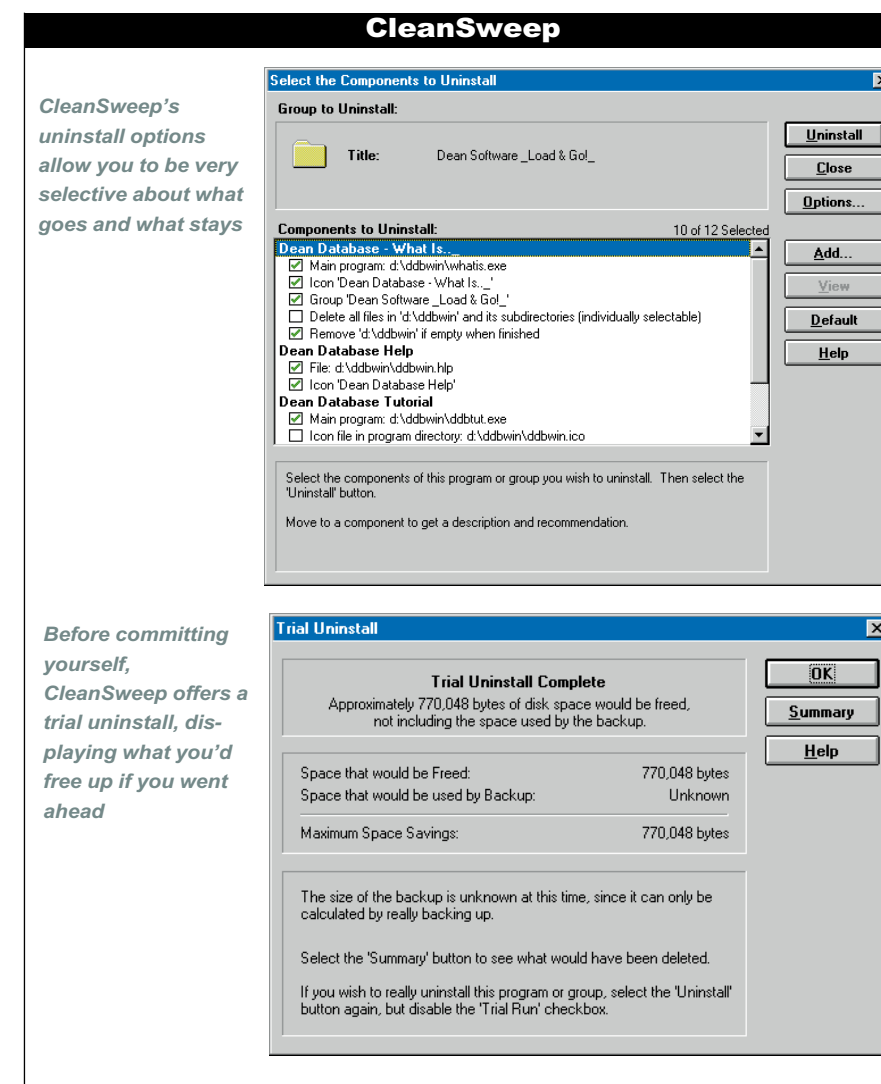 CleanSweep
CleanSweep's
uninstall options
allow you to be very
selective about what
goes and what stays
Select the Components to Uninstall
Group to Uninstall:
Title: Dean Software _Load & Go!_
Uninstall
Close
Options...
Components to Uninstall: 10 of 12 Selected
Dean Database - What Is.._
Main program: d:\ddbwin\whatis.exe
Icon 'Dean Database - What Is.._'
Group 'Dean Software _Load & Go!_'
Delete all files in 'd:\ddbwin' and its subdirectories (individually selectable)
Remove 'd:\ddbwin' if empty when finished
Dean Database Help
File: d:\ddbwin\ddbwin.hlp
Icon 'Dean Database Help'
Dean Database Tutorial
Main program: d:\ddbwin\ddbtut.exe
Icon file in program directory: d:\ddbwin\ddbwin.ico
Add...
View
Default
Help
Select the components of this program or group you wish to uninstall. Then select the
'Uninstall' button.
Move to a component to get a description and recommendation.
Before committing
yourself,
CleanSweep offers a
trial uninstall, dis-
playing what you'd
free up if you went
ahead
Trial Uninstall
Trial Uninstall Complete
Approximately 770,048 bytes of disk space would be freed,
not including the space used by the backup.
OK
Summary
Help
Space that would be Freed: 770,048 bytes
Space that would be used by Backup: Unknown
Maximum Space Savings: 770,048 bytes
The size of the backup is unknown at this time, since it can only be
calculated by really backing up.
Select the 'Summary' button to see what would have been deleted.
If you wish to really uninstall this program or group, select the 'Uninstall'
button again, but disable the 'Trial Run' checkbox.